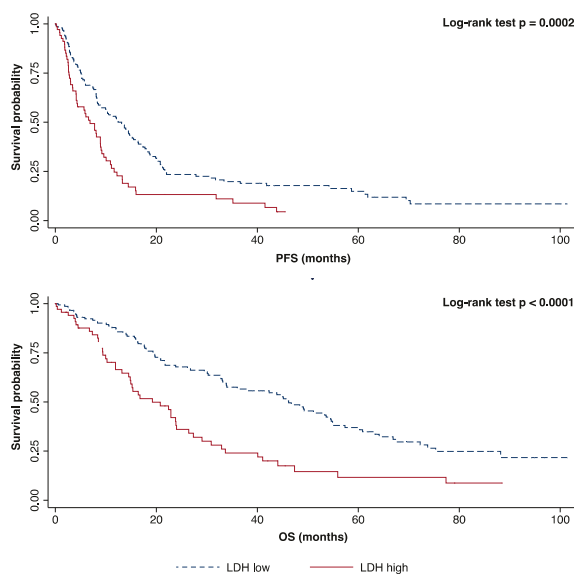 Log-rank test p = 0.0002
Survival probability
1.00
0.75
0.50
0.25
0.00
0 20 40 60 80 100
PFS (months)
Log-rank test p < 0.0001
Survival probability
1.00
0.75
0.50
0.25
0.00
0 20 40 60 80 100
OS (months)
LDH low LDH high